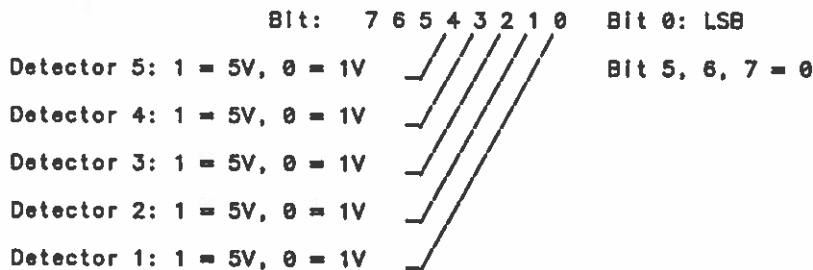 Bit: 7 6 5 4 3 2 1 0 Bit 0: LSB
Detector 5: 1 = 5V, 0 = 1V Bit 5, 6, 7 = 0
Detector 4: 1 = 5V, 0 = 1V
Detector 3: 1 = 5V, 0 = 1V
Detector 2: 1 = 5V, 0 = 1V
Detector 1: 1 = 5V, 0 = 1V